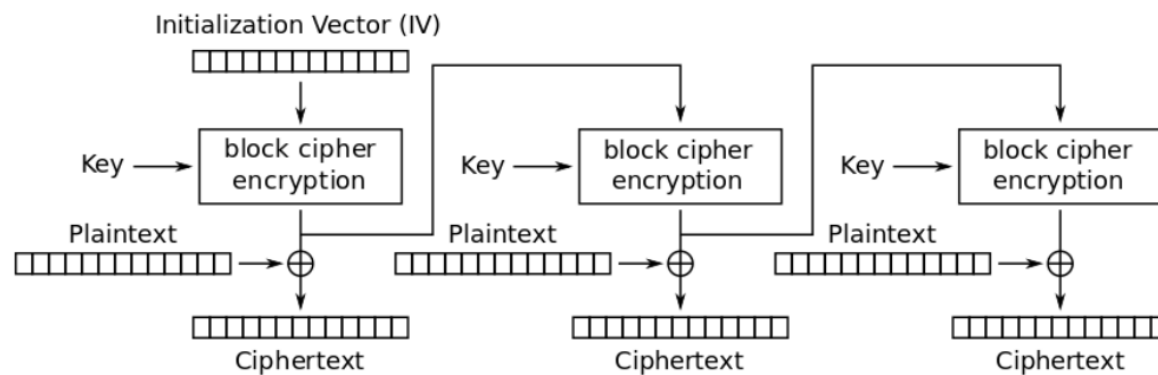 Initialization Vector (IV)
Key
block cipher
encryption
Key
block cipher
encryption
Key
block cipher
encryption
Plaintext
Plaintext
Plaintext
Ciphertext
Ciphertext
Ciphertext